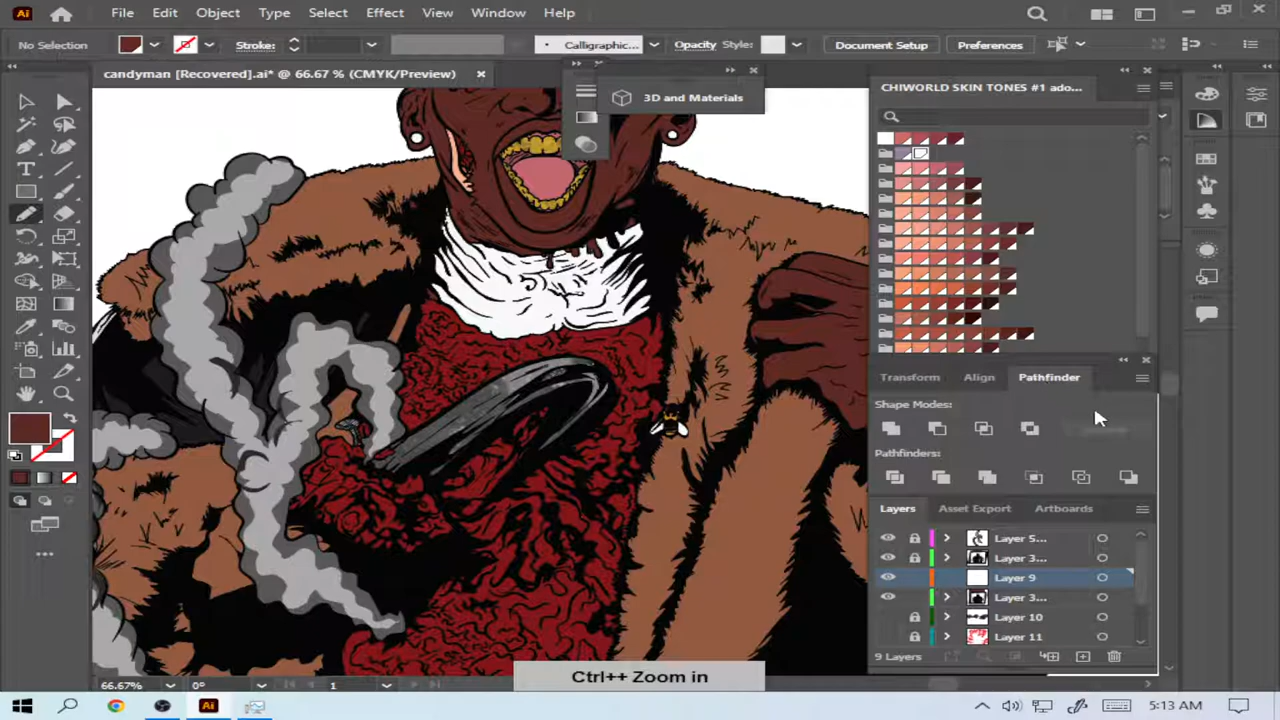 Ai File Edit Object Type Select Effect View Window Help
No Selection Stroke: Calligraphic... Opacity Style: Document Setup Preferences
candyman [Recovered].ai* @ 66.67 % (CMYK/Preview)
3D and Materials
CHIWORLD SKIN TONES #1 ado...
Transform Align Pathfinder
Shape Modes:
Pathfinders:
Layers Asset Export Artboards
Layer 5...
Layer 3...
Layer 9
Layer 3...
Layer 10
Layer 11
9 Layers
Ctrl++ Zoom in
66.67% 0° 1
Ai 5:13 AM